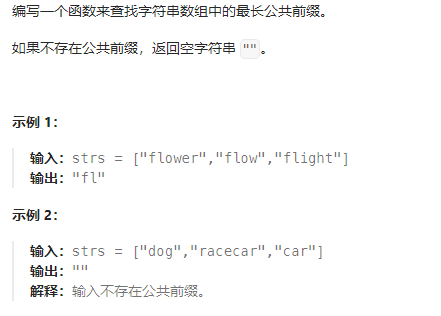 编写一个函数来查找字符串数组中的最长公共前缀。
如果不存在公共前缀，返回空字符串 ""。
示例 1：
输入：strs = ["flower","flow","flight"]
输出："fl"
示例 2：
输入：strs = ["dog","racecar","car"]
输出：""
解释：输入不存在公共前缀。